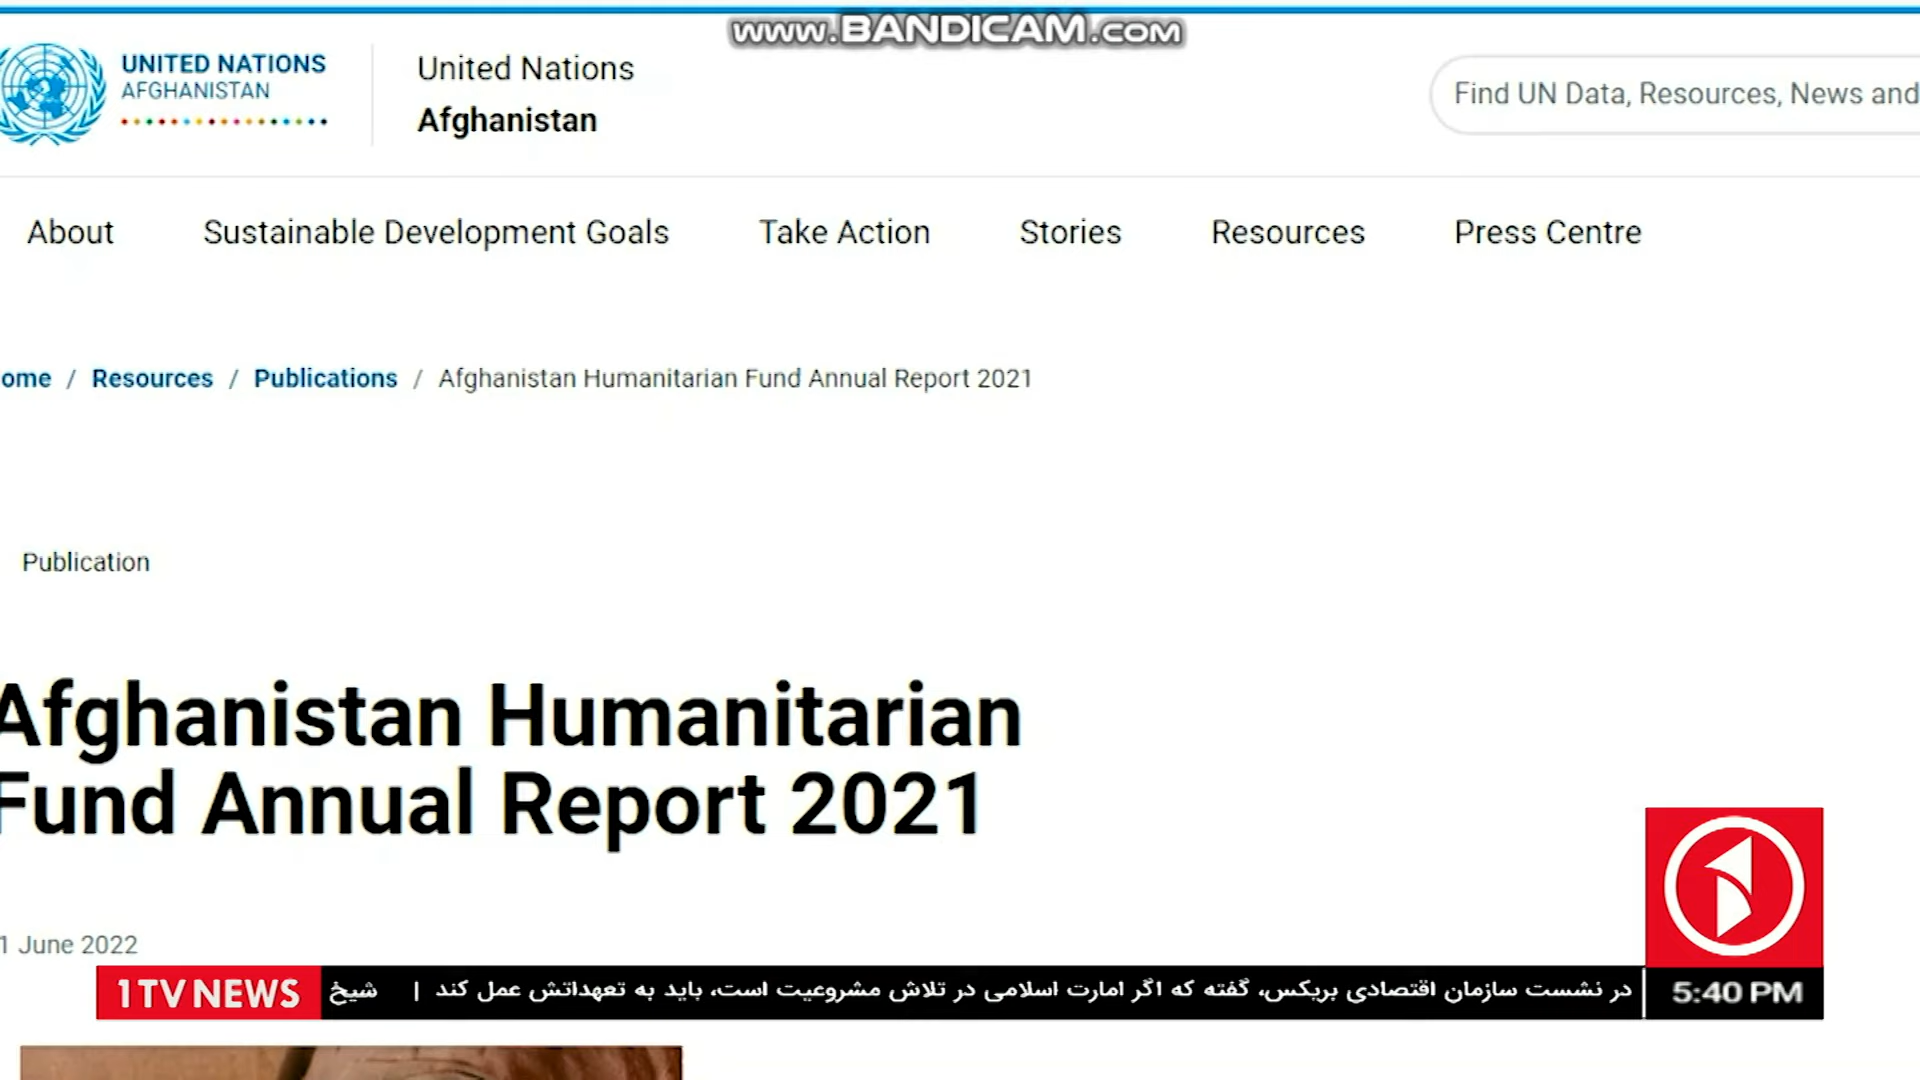 www.BANDICAM.com
UNITED NATIONS
AFGHANISTAN
United Nations
Afghanistan
Find UN Data, Resources, News and
About Sustainable Development Goals Take Action Stories Resources Press Centre
ome / Resources / Publications / Afghanistan Humanitarian Fund Annual Report 2021
Publication
Afghanistan Humanitarian
Fund Annual Report 2021
1 June 2022
1TV NEWS
در نشست سازمان اقتصادی بریکس، گفته که اگر امارت اسلامی در تلاش مشروعیت است، باید به تعهداتش عمل کند | شیخ
5:40 PM